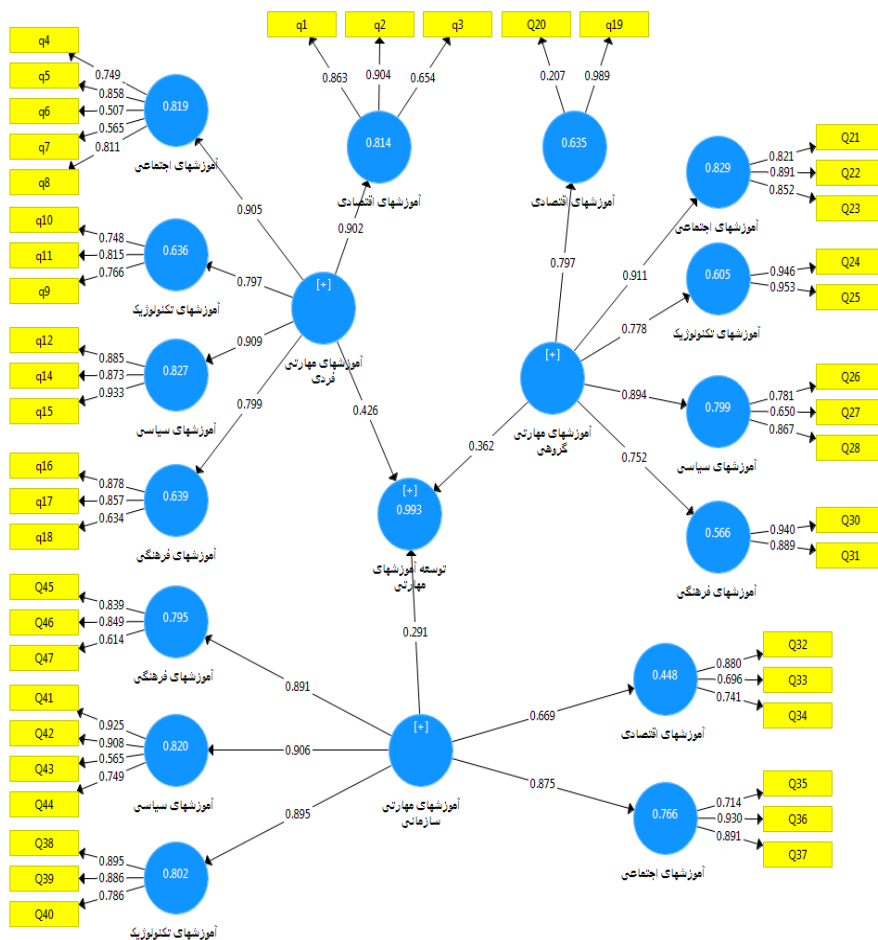 q1
q2
q3
Q20
q19
q4
q5
q6
q7
q8
0.749
0.858
0.507
0.565
0.811
0.819
آموزشهای اجتماعی
0.863
0.904
0.654
0.814
آموزشهای اقتصادی
0.207
0.989
0.635
آموزشهای اقتصادی
Q21
Q22
Q23
0.821
0.891
0.852
0.829
آموزشهای اجتماعی
0.905
0.902
0.797
0.911
q10
q11
q9
0.748
0.815
0.766
0.636
آموزشهای تکنولوژیک
0.797
[+]
آموزشهای مهارتی
فردی
Q24
Q25
0.946
0.953
0.605
آموزشهای تکنولوژیک
0.778
[+]
آموزشهای مهارتی
گروهی
q12
q14
q15
0.885
0.873
0.933
0.827
آموزشهای سیاسی
0.909
0.799
0.426
0.362
Q26
Q27
Q28
0.781
0.650
0.867
0.799
آموزشهای سیاسی
0.894
0.752
q16
q17
q18
0.878
0.857
0.634
0.639
آموزشهای فرهنگی
[+]
0.993
توسعه آموزشهای
مهارتی
Q30
Q31
0.940
0.889
0.566
آموزشهای فرهنگی
Q45
Q46
Q47
0.839
0.849
0.614
0.795
آموزشهای فرهنگی
0.291
0.891
Q32
Q33
Q34
0.880
0.696
0.741
0.448
آموزشهای اقتصادی
0.669
Q41
Q42
Q43
Q44
0.925
0.908
0.565
0.749
0.820
آموزشهای سیاسی
0.906
[+]
آموزشهای مهارتی
سازمانی
0.875
0.895
Q35
Q36
Q37
0.714
0.930
0.891
0.766
آموزشهای اجتماعی
Q38
Q39
Q40
0.895
0.886
0.786
0.802
آموزشهای تکنولوژیک